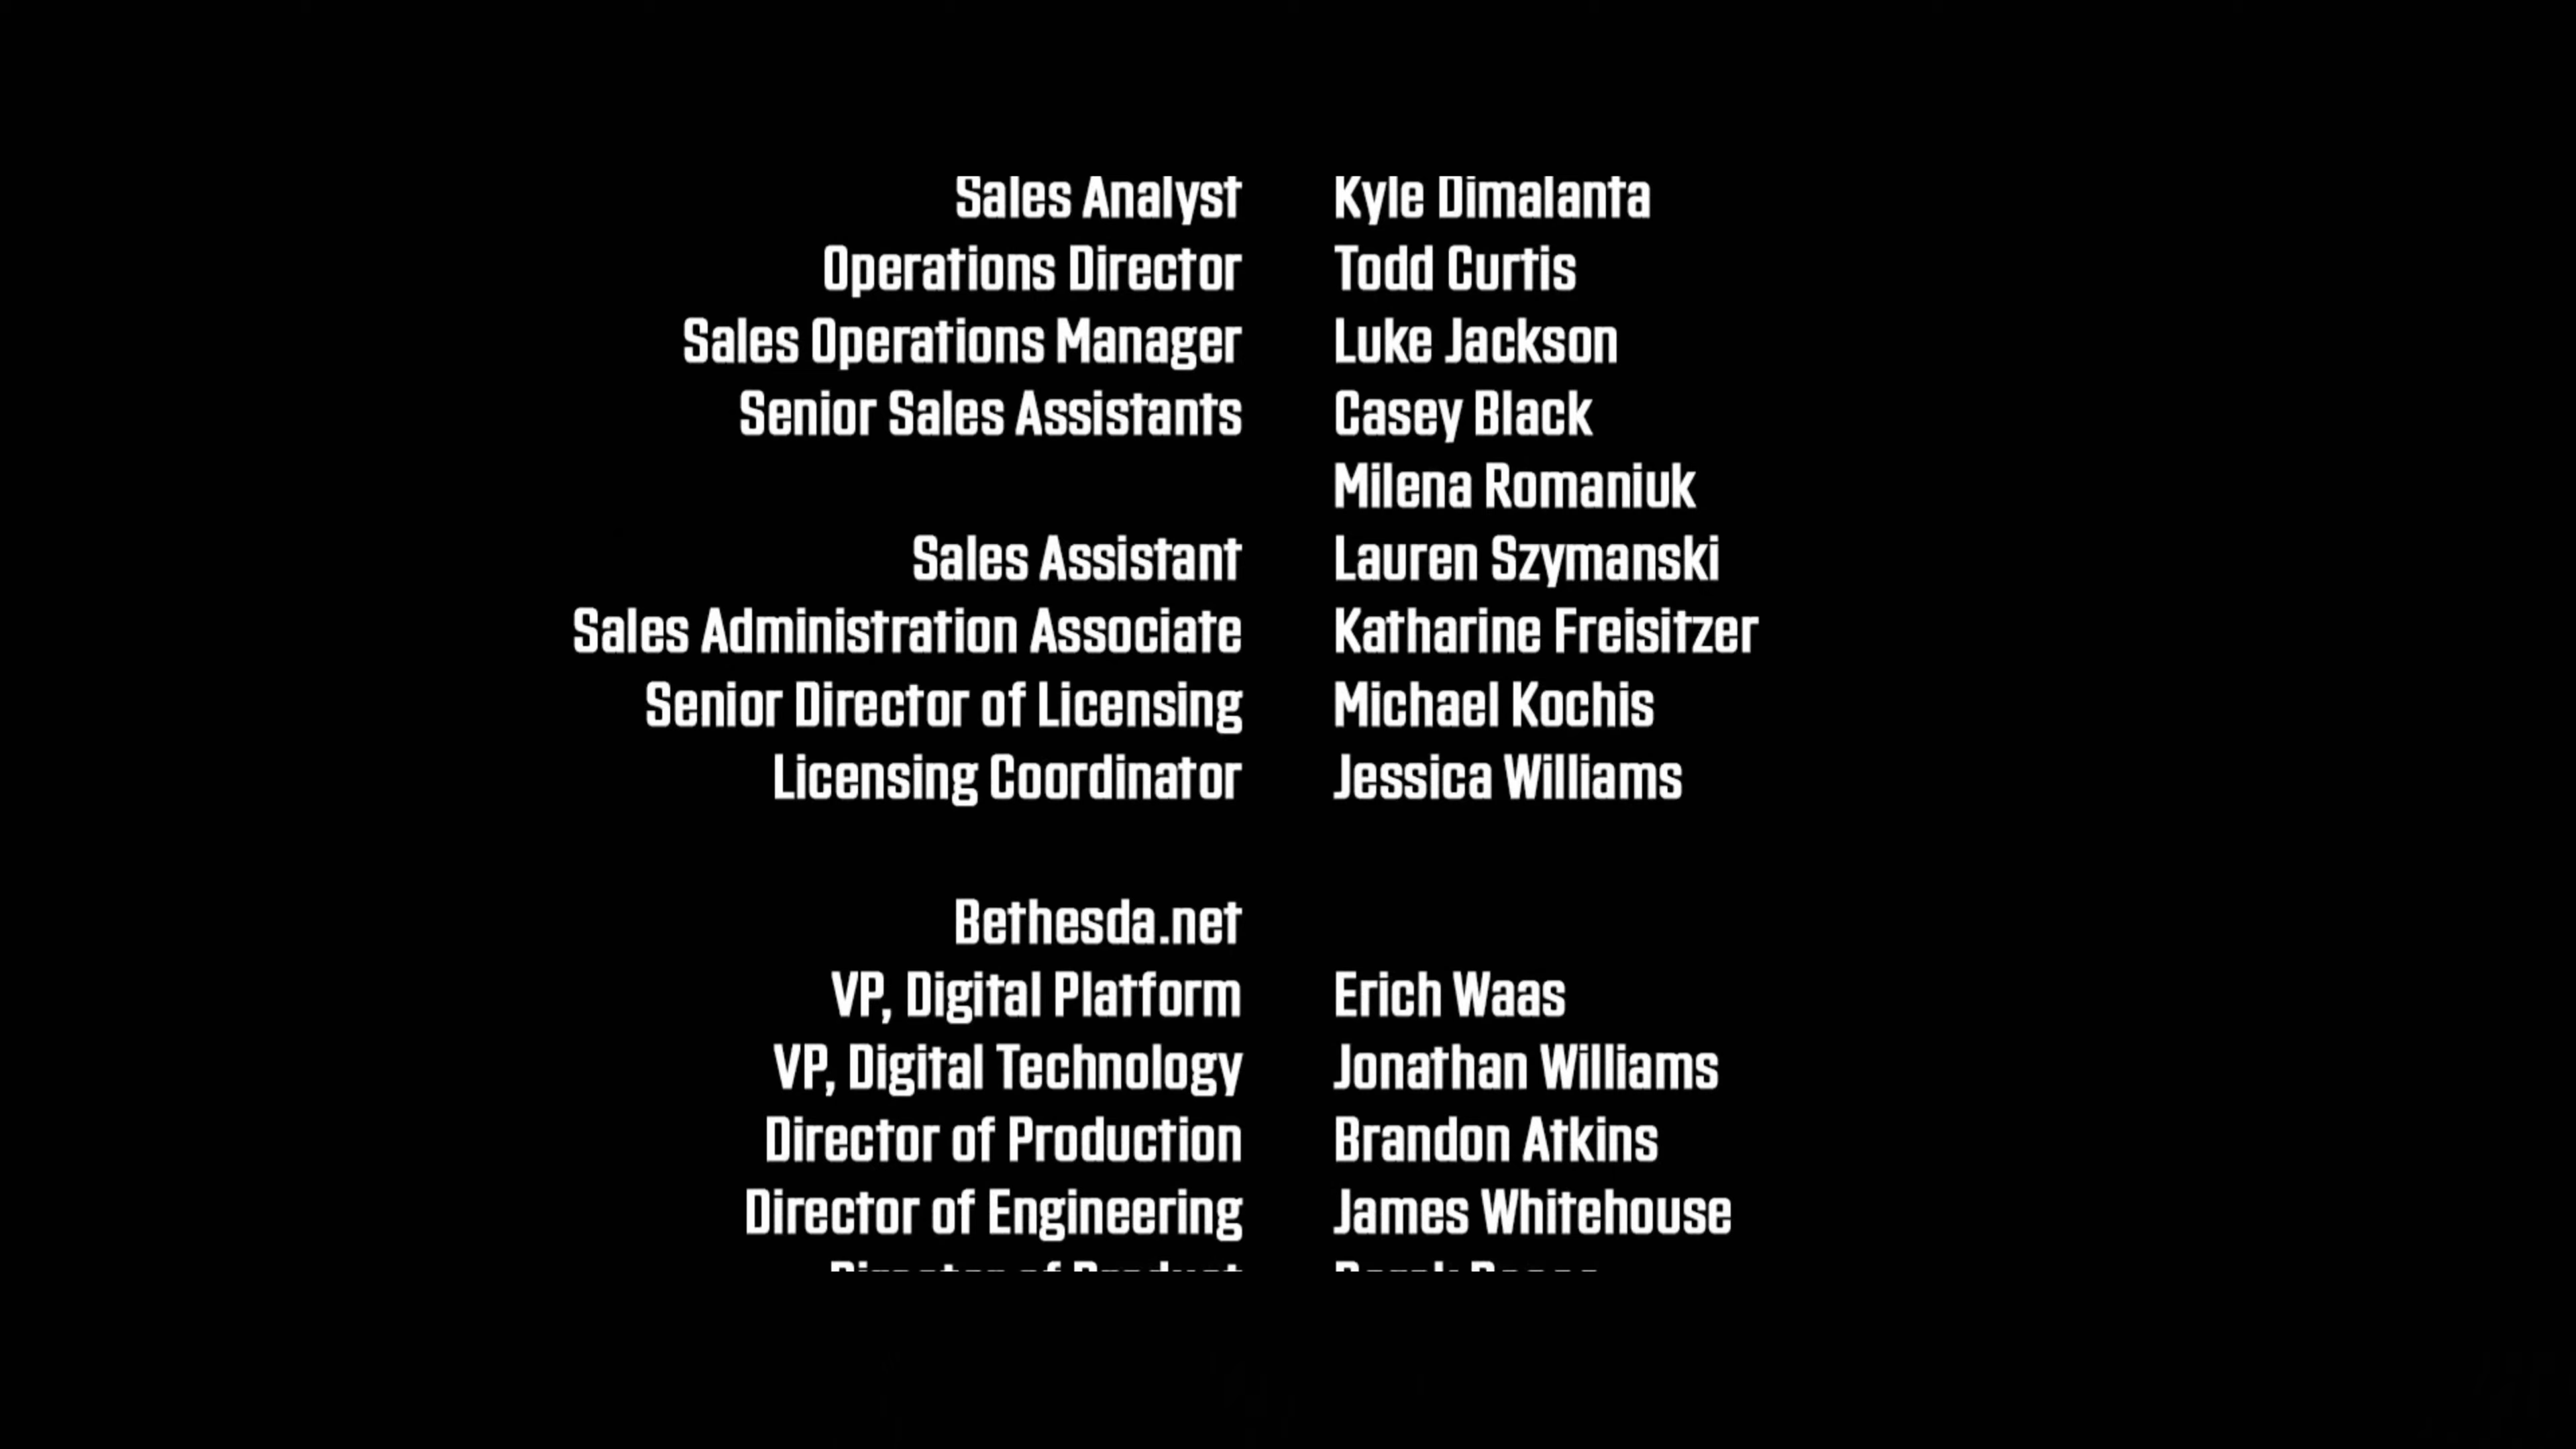 Sales Analyst Kyle Dimalanta
Operations Director Todd Curtis
Sales Operations Manager Luke Jackson
Senior Sales Assistants Casey Black
Milena Romaniuk
Sales Assistant Lauren Szymanski
Sales Administration Associate Katharine Freisitzer
Senior Director of Licensing Michael Kochis
Licensing Coordinator Jessica Williams
Bethesda.net
VP, Digital Platform Erich Waas
VP, Digital Technology Jonathan Williams
Director of Production Brandon Atkins
Director of Engineering James Whitehouse
Director of Product